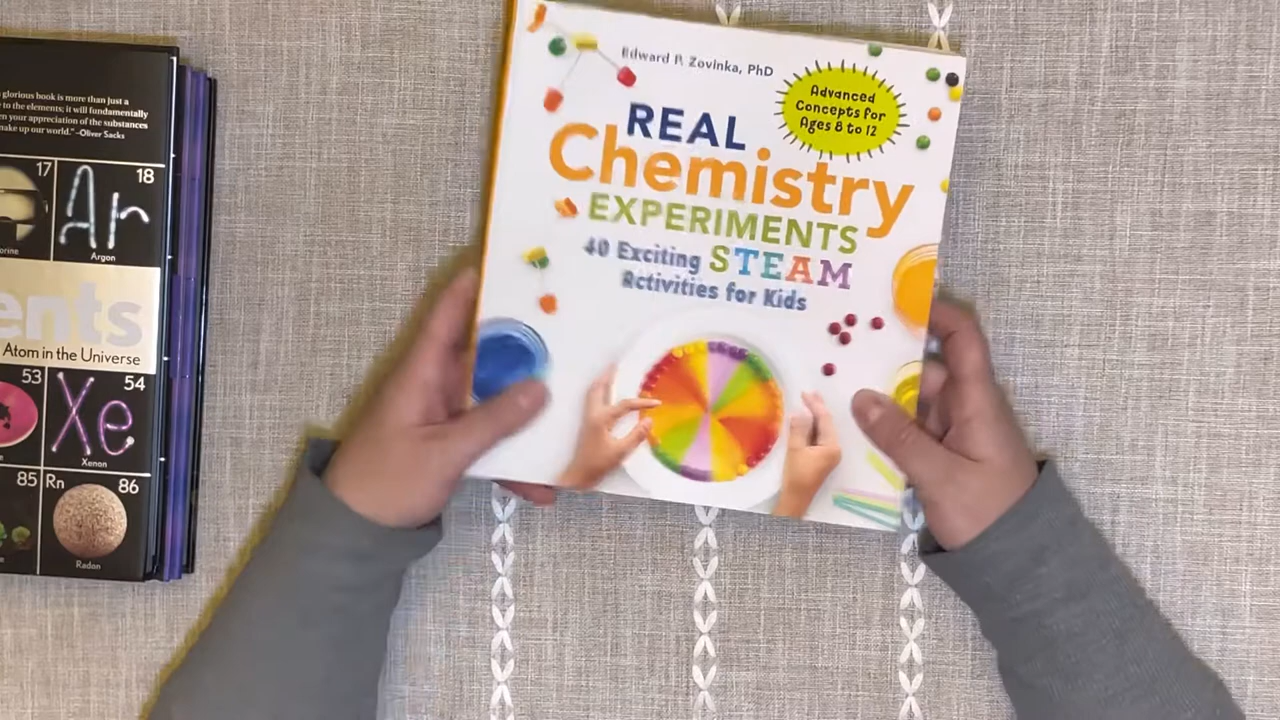 glorious book is more than just a
to the elements; it will fundamentally
en your appreciation of the substances
make up our world." –Oliver Sacks
17
18
Ar
orine
Argon
ents
Atom in the Universe
53
54
Xe
Xenon
85
Rn
86
Radon
Edward P. Zovinka, PhD
Advanced
Concepts for
Ages 8 to 12
REAL
Chemistry
EXPERIMENTS
40 Exciting STEAM
Activities for Kids